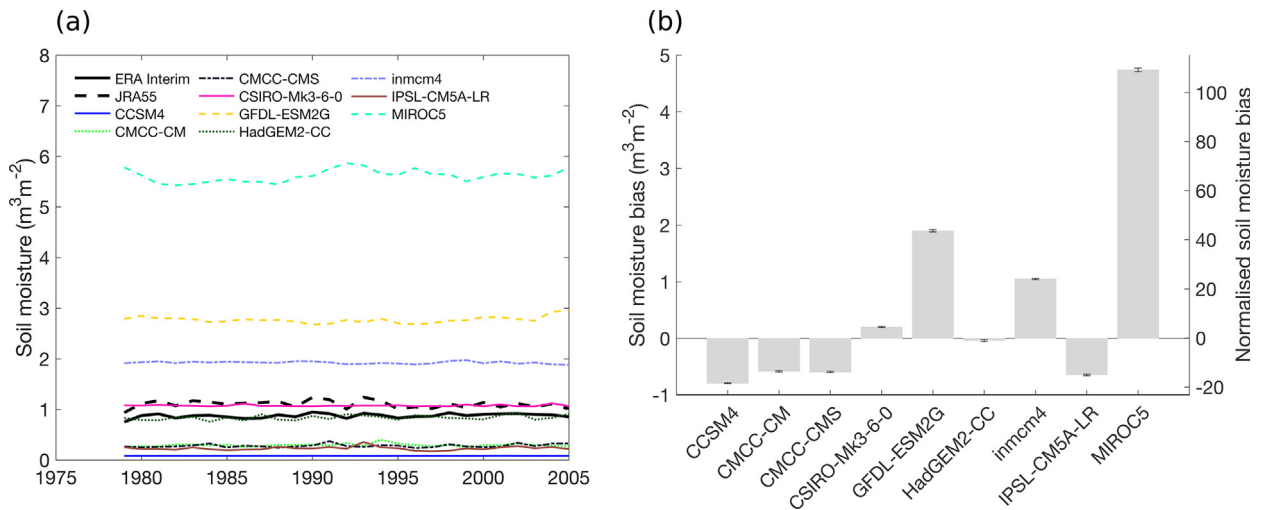 (a)
Soil moisture (m³m⁻²)
8
7
6
5
4
3
2
1
0
ERA Interim
JRA55
CCSM4
CMCC-CM
CMCC-CMS
CSIRO-Mk3-6-0
GFDL-ESM2G
HadGEM2-CC
inmcm4
IPSL-CM5A-LR
MIROC5
1975
1980
1985
1990
1995
2000
2005
(b)
Soil moisture bias (m³m⁻²)
5
4
3
2
1
0
-1
Normalised soil moisture bias
100
80
60
40
20
0
-20
CCSM4
CMCC-CM
CMCC-CMS
CSIRO-Mk3-6-0
GFDL-ESM2G
HadGEM2-CC
inmcm4
IPSL-CM5A-LR
MIROC5